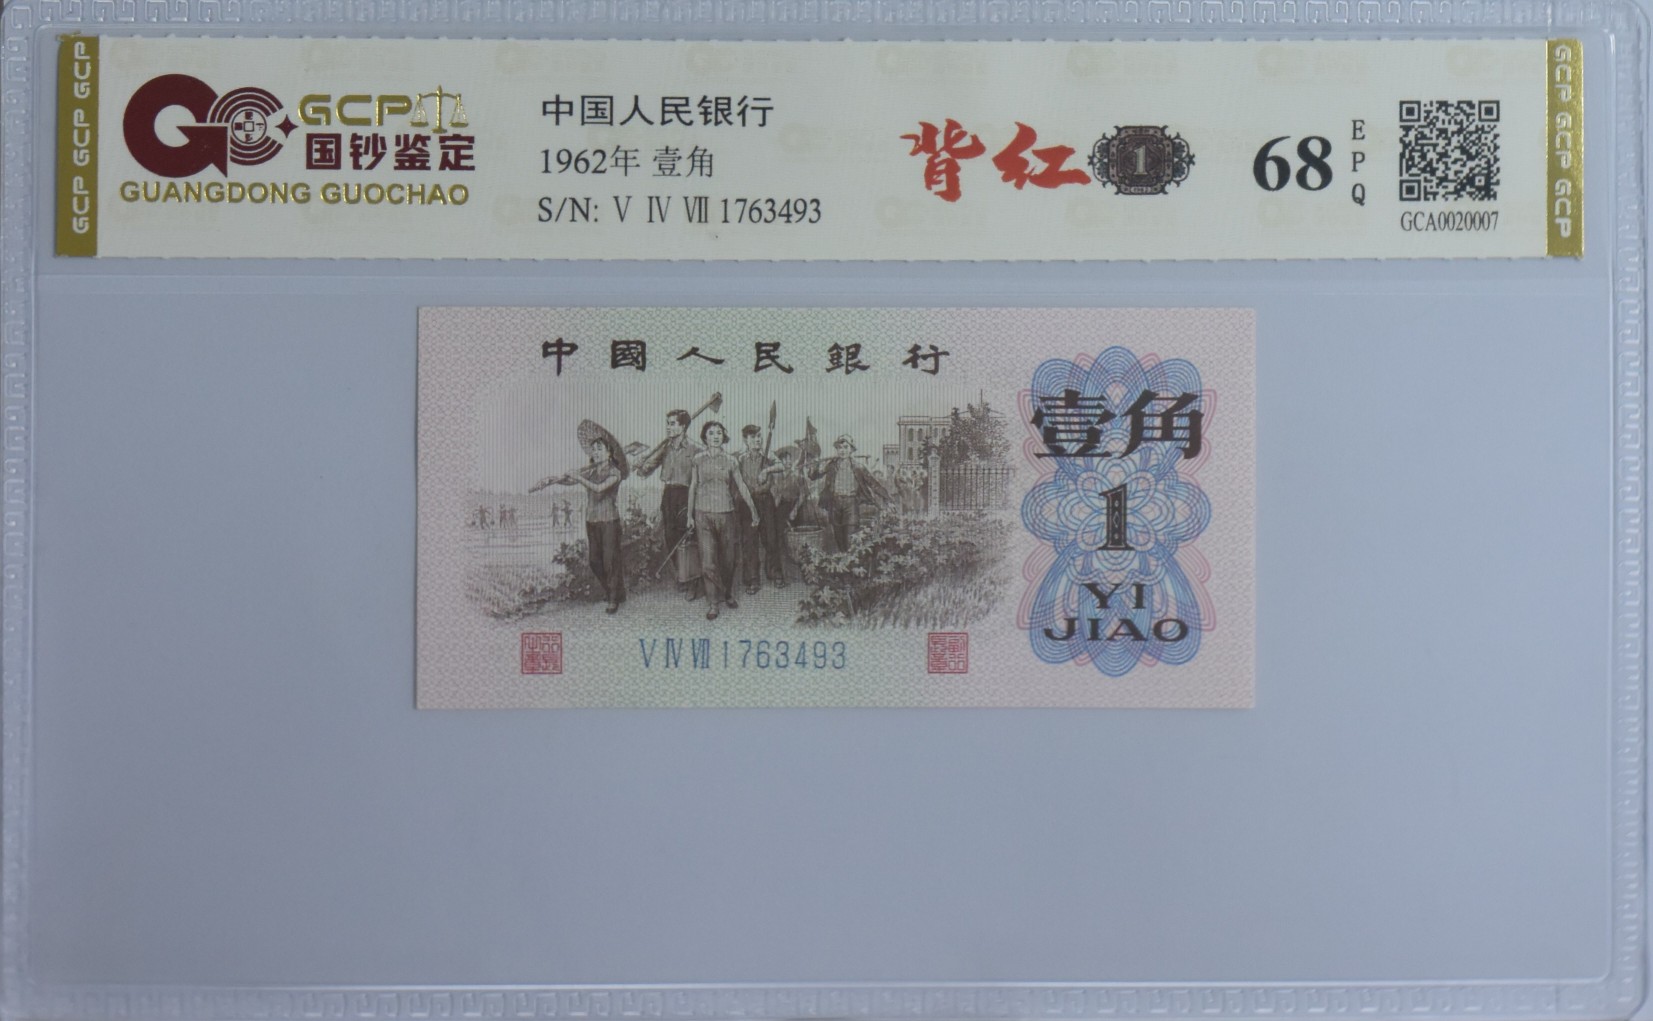 GCP GCP GCP
GCP
国钞鉴定
GUANGDONG GUOCHAO
中国人民银行
1962年 壹角
S/N: Ⅴ Ⅳ Ⅶ 1763493
背红
1
68
EPQ
GCA0020007
GCP GCP GCP
中國人民銀行
壹角
1
YI
JIAO
Ⅴ Ⅳ Ⅶ 1763493